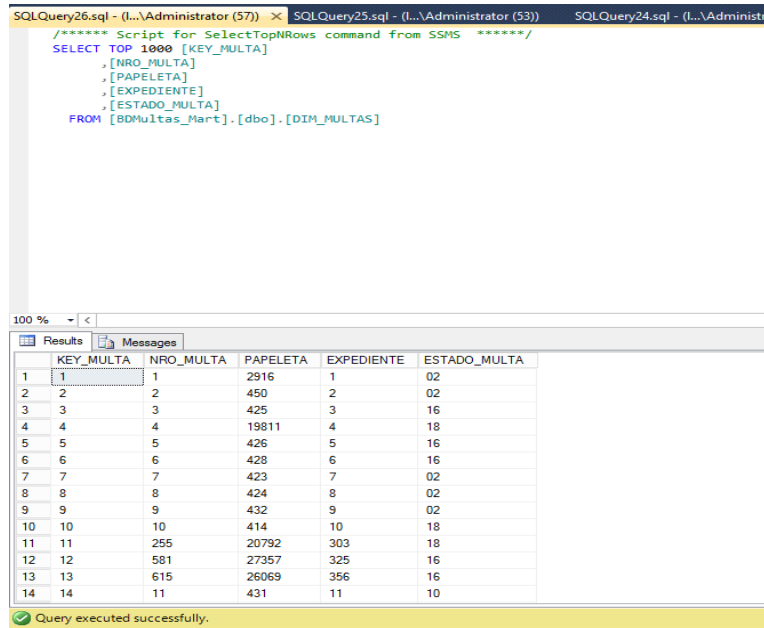 SQLQuery26.sql - (I...\Administrator (57)) × SQLQuery25.sql - (I...\Administrator (53)) SQLQuery24.sql - (I...\Administr
/****** Script for SelectTopNRows command from SSMS ******/
SELECT TOP 1000 [KEY_MULTA]
,[NRO_MULTA]
,[PAPELETA]
,[EXPEDIENTE]
,[ESTADO_MULTA]
FROM [BDMultas_Mart].[dbo].[DIM_MULTAS]
100 %
Results Messages
KEY_MULTA NRO_MULTA PAPELETA EXPEDIENTE ESTADO_MULTA
1 1 1 2916 1 02
2 2 2 450 2 02
3 3 3 425 3 16
4 4 4 19811 4 18
5 5 5 426 5 16
6 6 6 428 6 16
7 7 7 423 7 02
8 8 8 424 8 02
9 9 9 432 9 02
10 10 10 414 10 18
11 11 255 20792 303 18
12 12 581 27357 325 16
13 13 615 26069 356 16
14 14 11 431 11 10
Query executed successfully.